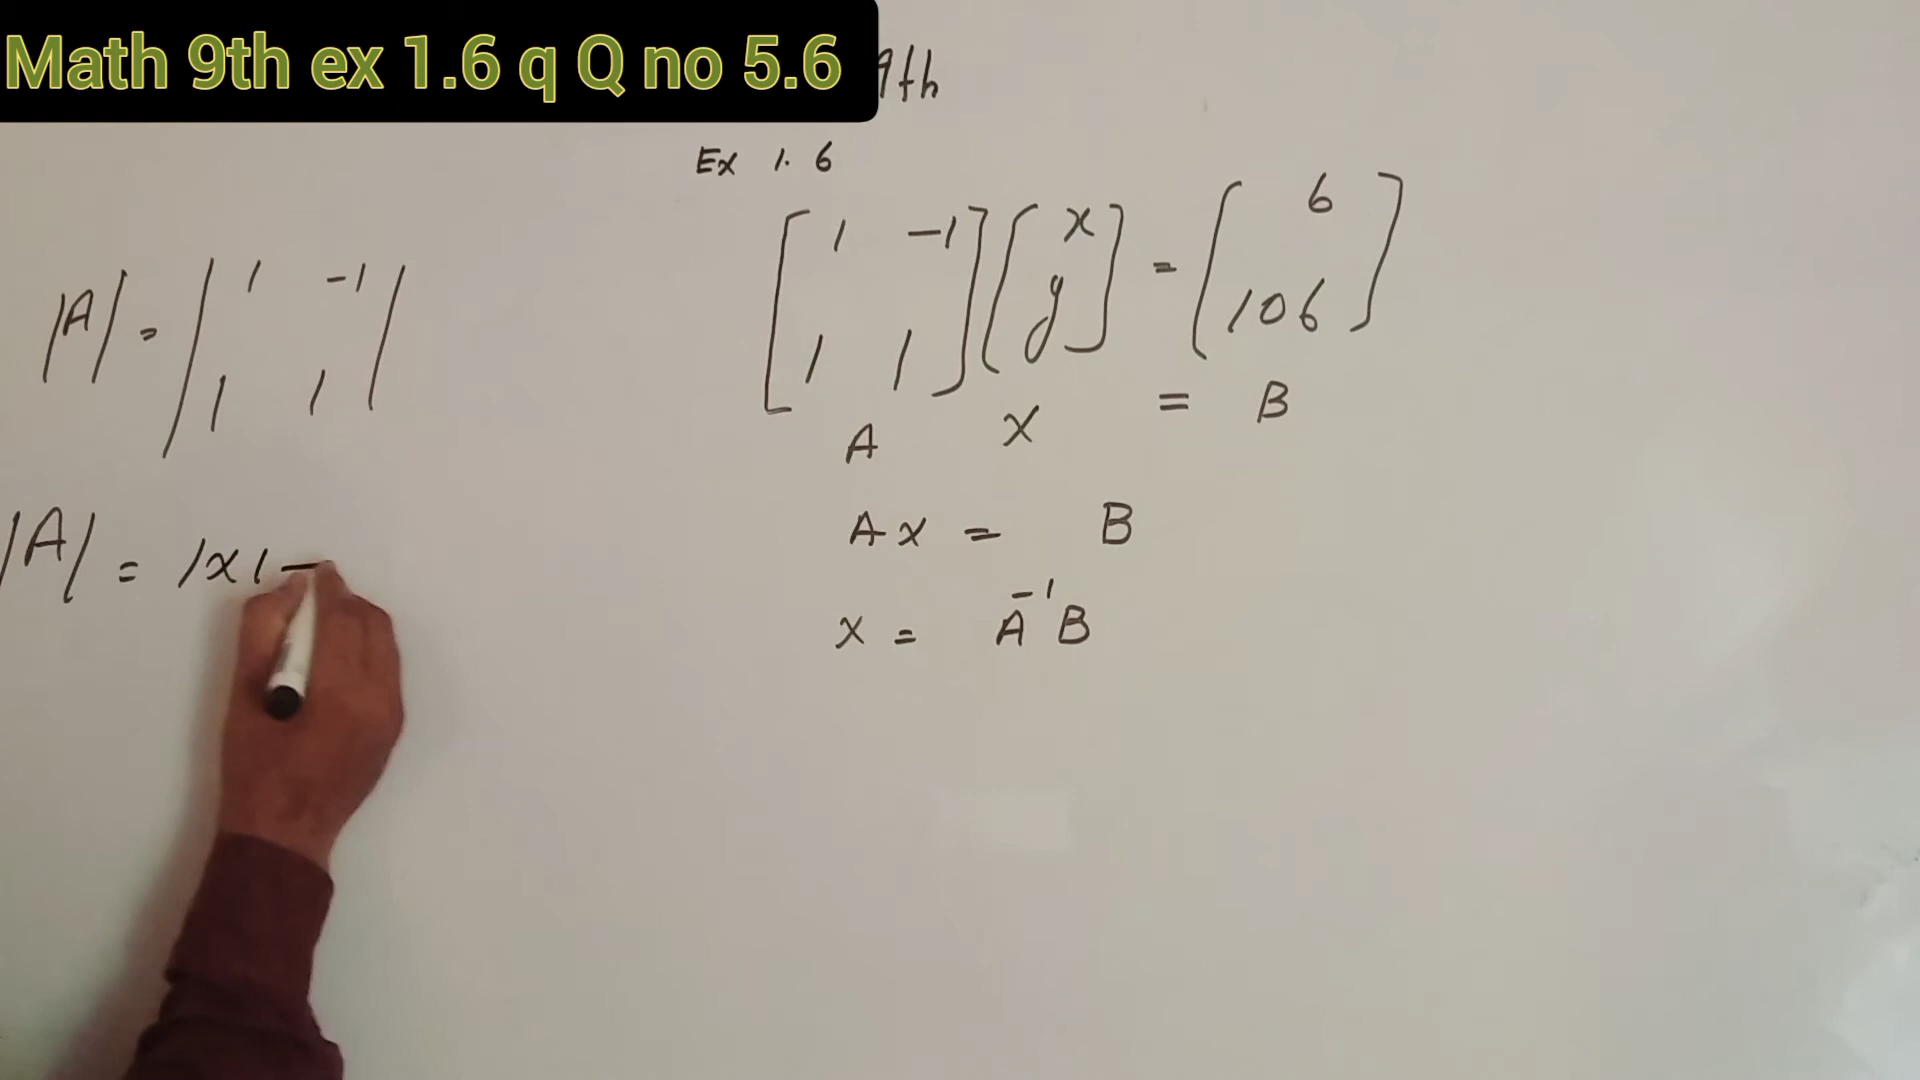 Math 9th ex 1.6 q Q no 5.6
9th
Ex 1. 6
[1 -1] [x] = [6]
[1 1] [y] [106]
A X = B
Ax = B
x = A⁻¹B
|A| = |1 -1|
|1 1|
|A| = 1x1 -